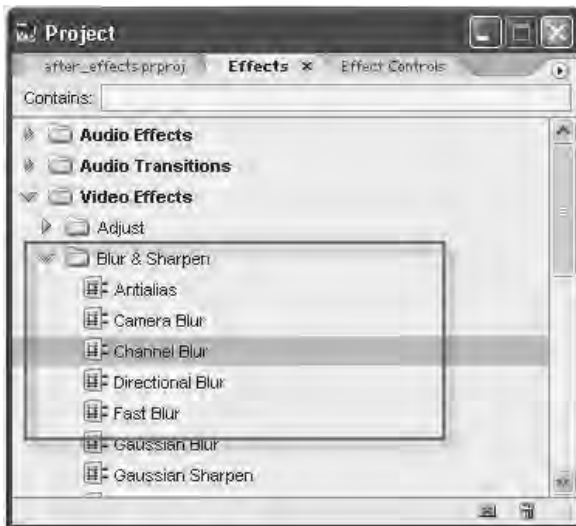 Project
after_effects.prproj Effects × Effect Controls
Contains:
Audio Effects
Audio Transitions
Video Effects
Adjust
Blur & Sharpen
Antialias
Camera Blur
Channel Blur
Directional Blur
Fast Blur
Gaussian Blur
Gaussian Sharpen